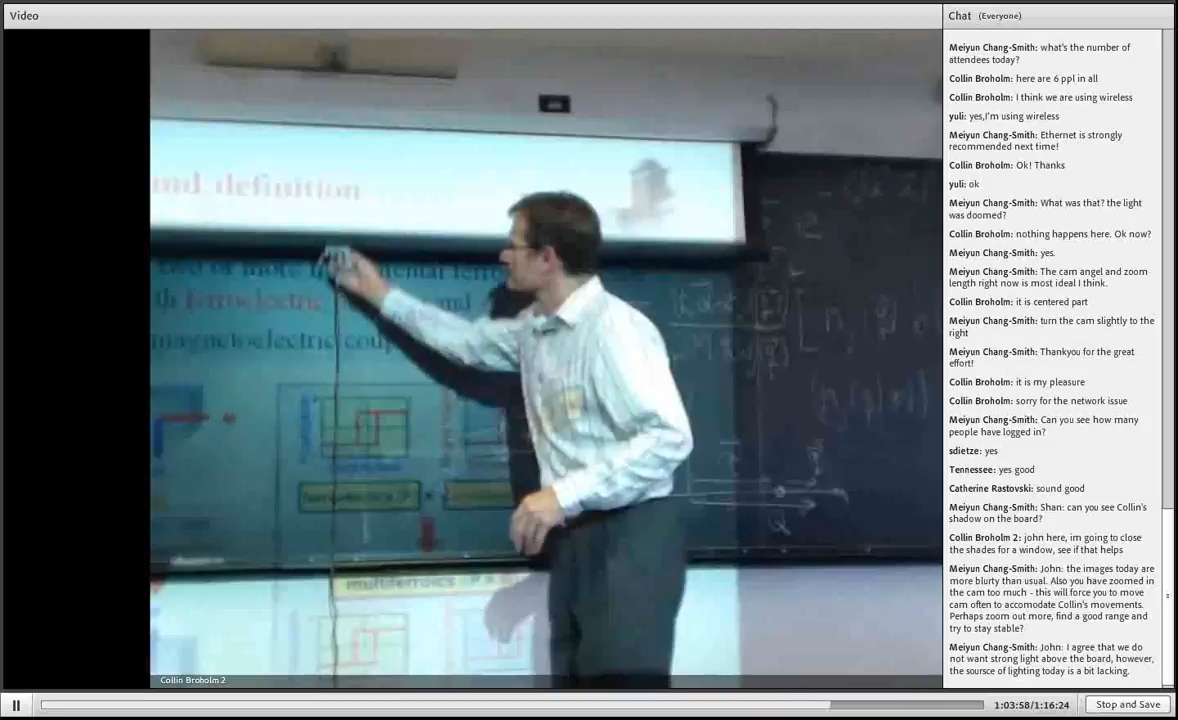 Video
Chat (Everyone)
Meiyun Chang-Smith: what's the number of
attendees today?
Collin Broholm: here are 6 ppl in all
Collin Broholm: I think we are using wireless
yuli: yes,I'm using wireless
Meiyun Chang-Smith: Ethernet is strongly
recommended next time!
Collin Broholm: Ok! Thanks
yuli: ok
Meiyun Chang-Smith: What was that? the light
was doomed?
Collin Broholm: nothing happens here. Ok now?
Meiyun Chang-Smith: yes.
Meiyun Chang-Smith: The cam angel and zoom
length right now is most ideal I think.
Collin Broholm: it is centered part
Meiyun Chang-Smith: turn the cam slightly to the
right
Meiyun Chang-Smith: Thankyou for the great
effort!
Collin Broholm: it is my pleasure
Collin Broholm: sorry for the network issue
Meiyun Chang-Smith: Can you see how many
people have logged in?
sdietze: yes
Tennessee: yes good
Catherine Rastovski: sound good
Meiyun Chang-Smith: Shan: can you see Collin's
shadow on the board?
Collin Broholm 2: john here, im going to close
the shades for a window, see if that helps
Meiyun Chang-Smith: John: the images today are
more blurty than usual. Also you have zoomed in
the cam too much - this will force you to move
cam often to accomodate Collin's movements.
Perhaps zoom out more, find a good range and
try to stay stable?
Meiyun Chang-Smith: John: I agree that we do
not want strong light above the board, however,
the soursce of lighting today is a bit lacking.
and definition
two or more
ferroelectric and
magnetoelectric
multiferroics
Collin Broholm 2
1:03:58/1:16:24
Stop and Save